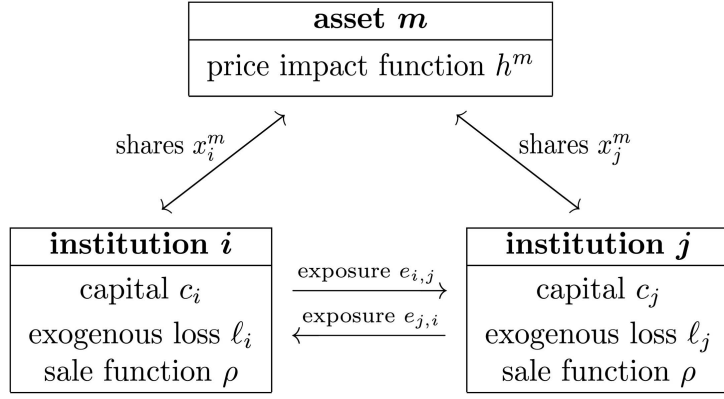 asset m
price impact function h^m
shares x_i^m
shares x_j^m
institution i
institution j
capital c_i
exposure e_{i,j}
capital c_j
exogenous loss ℓ_i
exposure e_{j,i}
exogenous loss ℓ_j
sale function ρ
sale function ρ